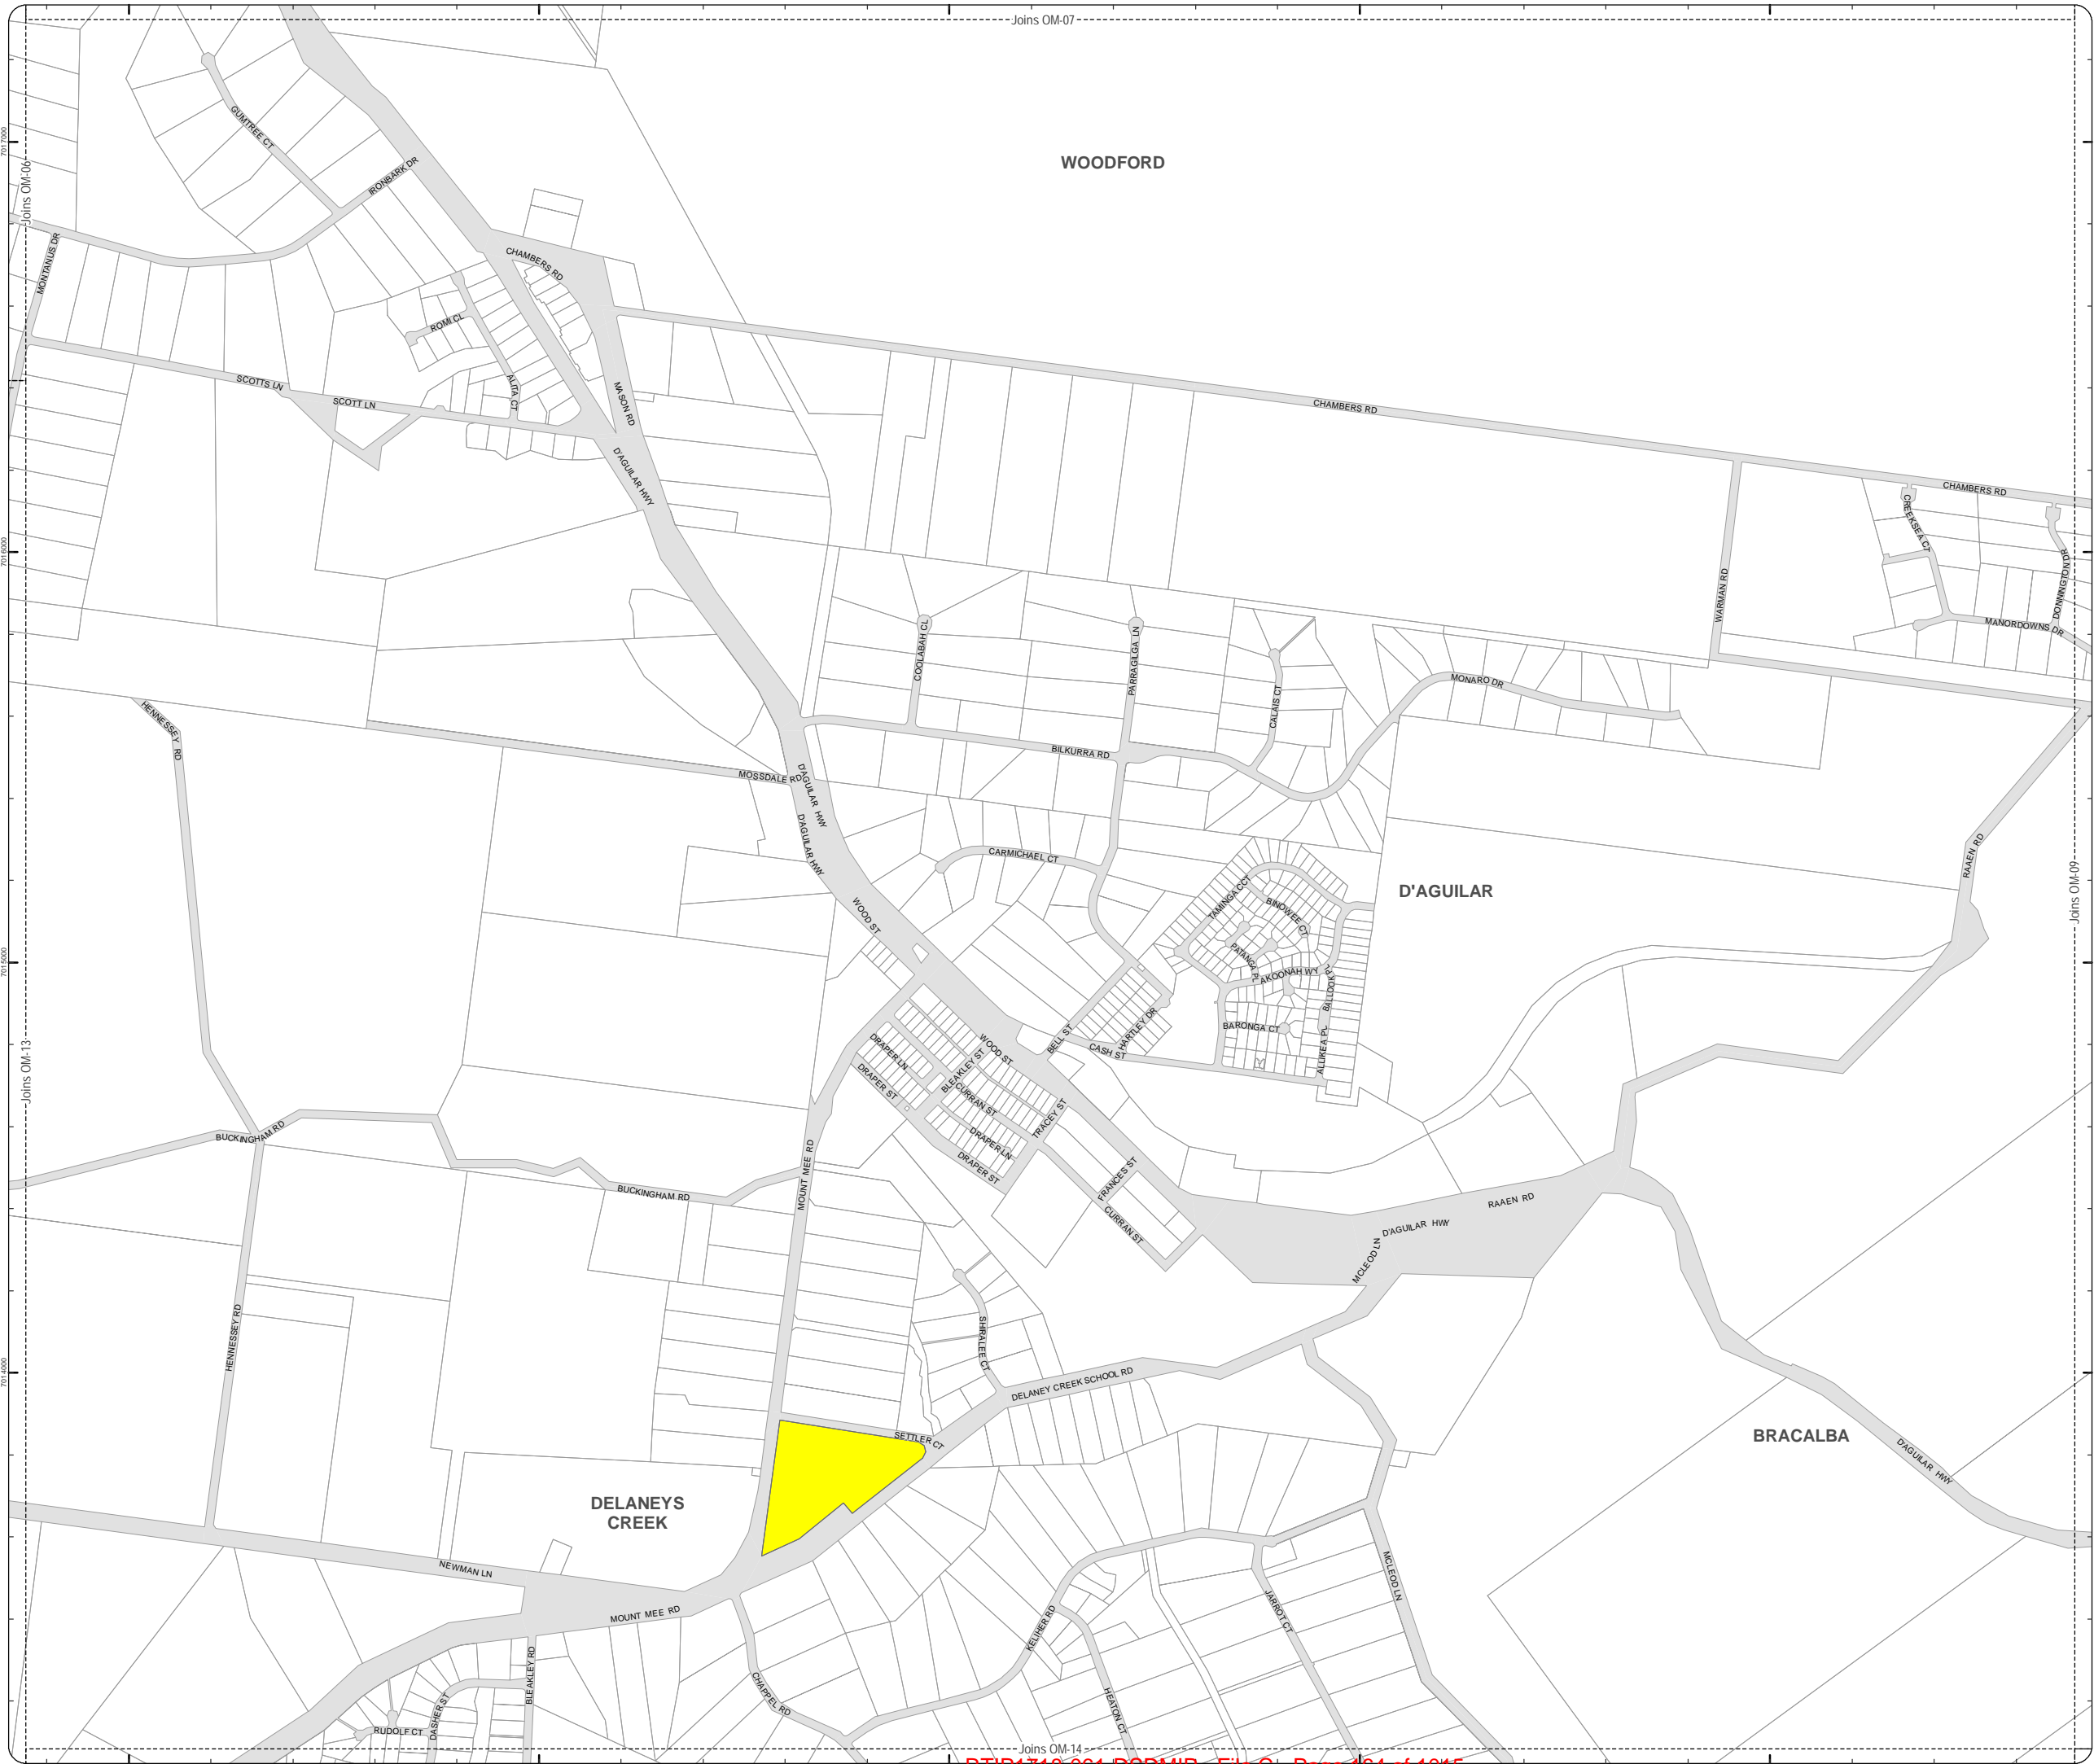 Joins OM-07
7017000
GUMTREE CT
IRONBARK DR
WOODFORD
Joins OM-06
MONTANUS DR
CHAMBERS RD
ROMI CL
SCOTTS LN
ALITA CT
MASON RD
SCOTT LN
CHAMBERS RD
D'AGUILAR HWY
CHAMBERS RD
CREEKSEA CT
7016000
DONNINGTON DR
WARMAN RD
MANORDOWNS DR
COOLABAH CL
PARRAGILGA LN
CALAIS CT
MONARO DR
HENNESSEY RD
BILKURRA RD
MOSSDALE RD
D'AGUILAR HWY
D'AGUILAR HWY
CARMICHAEL CT
RAAEN RD
D'AGUILAR
TAMINGA CCT
BINOWEE CT
WOOD ST
Joins OM-09
7015000
PATANGA PL
AKOONAH WY
BALLOOK PL
HARTLEY DR
BARONGA CT
BELL ST
CASH ST
ALLIKEA PL
Joins OM-13
DRAPER LN
WOOD ST
BLEAKLEY ST
DRAPER ST
CURRAN ST
TRACEY ST
BUCKINGHAM RD
DRAPER LN
DRAPER ST
MOUNT MEE RD
FRANCES ST
BUCKINGHAM RD
RAAEN RD
CURRAN ST
D'AGUILAR HWY
MCLEOD LN
HENNESSEY RD
SHRALEE CT
7014000
DELANEY CREEK SCHOOL RD
SETTLER CT
BRACALBA
D'AGUILAR HWY
DELANEYS
CREEK
NEWMAN LN
MCLEOD LN
JARROT CT
MOUNT MEE RD
KELIHER RD
BLEAKLEY RD
CHAPPEL RD
HEATON CT
DASHER ST
RUDOLF CT
Joins OM-14